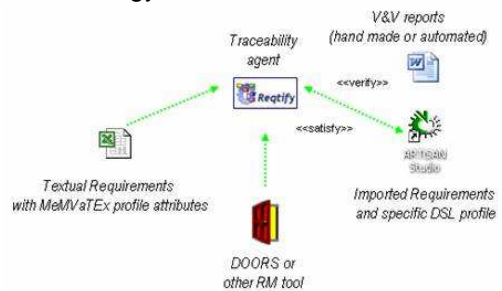 V&V reports
(hand made or automated)
Traceability
agent
Reqtify
<<verify>>
<<satisfy>>
ARTiSAN
Studio
Textual Requirements
with MeMVaTEx profile attributes
Imported Requirements
and specific DSL profile
DOORS or
other RM tool